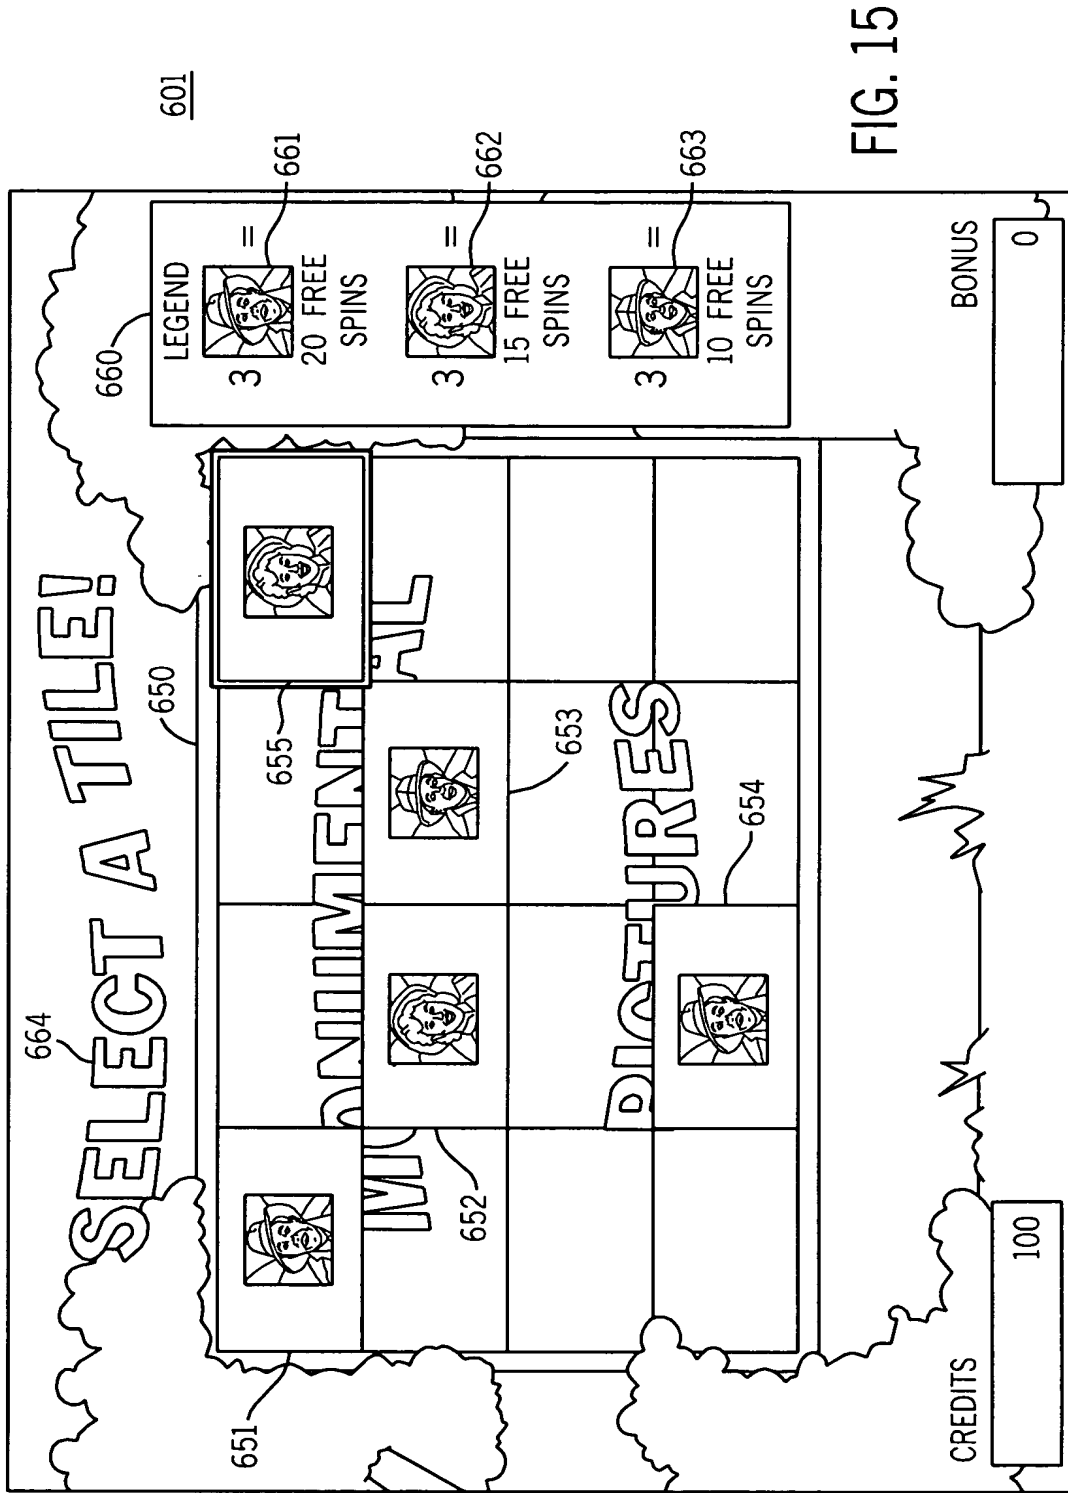 601
664
SELECT A TILE!
650
651
655
MONUMENTAL
652
653
PICTURES
654
660
LEGEND
3 =
661
20 FREE
SPINS
3 =
662
15 FREE
SPINS
3 =
663
10 FREE
SPINS
CREDITS
100
BONUS
0
FIG. 15